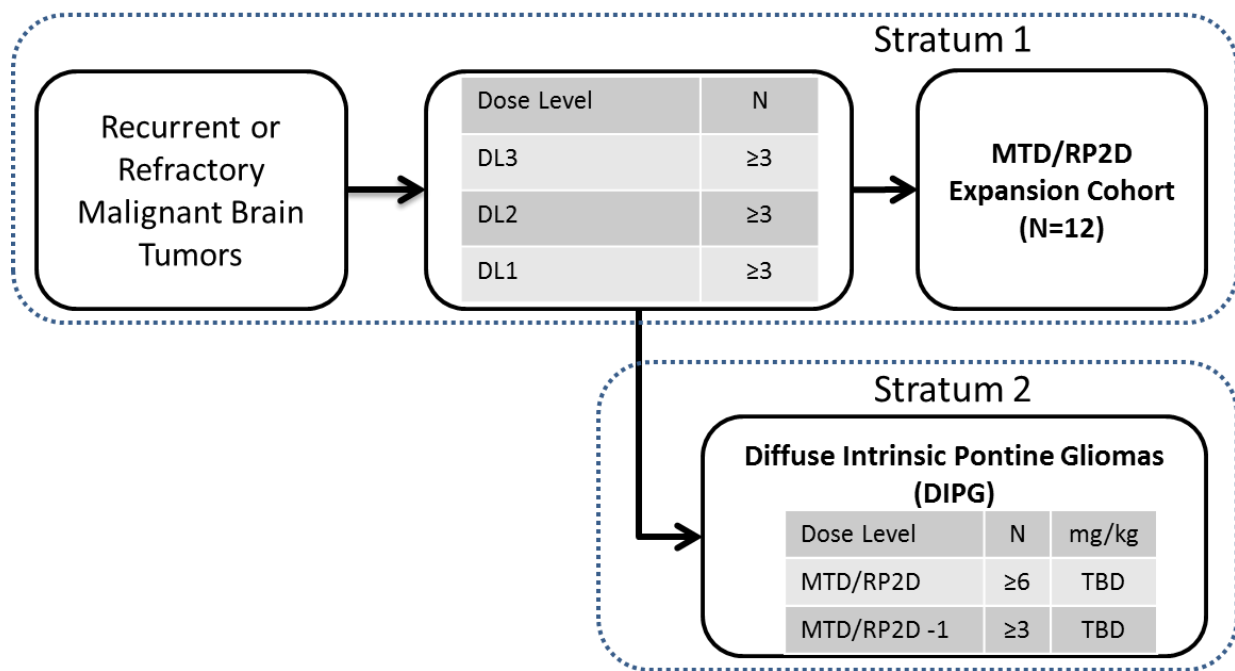 Stratum 1
Recurrent or
Refractory
Malignant Brain
Tumors
Dose Level N
DL3 ≥3
DL2 ≥3
DL1 ≥3
MTD/RP2D
Expansion Cohort
(N=12)
Stratum 2
Diffuse Intrinsic Pontine Gliomas
(DIPG)
Dose Level N mg/kg
MTD/RP2D ≥6 TBD
MTD/RP2D -1 ≥3 TBD